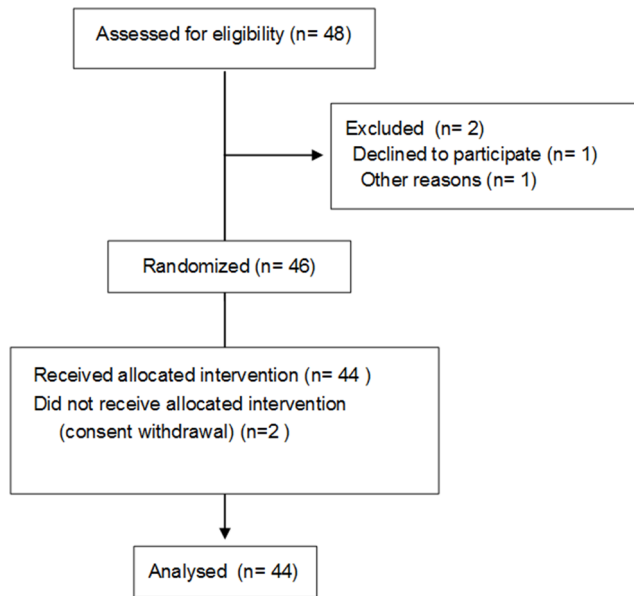 Assessed for eligibility (n= 48)
Excluded  (n= 2)
Declined to participate (n= 1)
Other reasons (n= 1)
Randomized (n= 46)
Received allocated intervention (n= 44 )
Did not receive allocated intervention
(consent withdrawal) (n=2 )
Analysed  (n= 44)